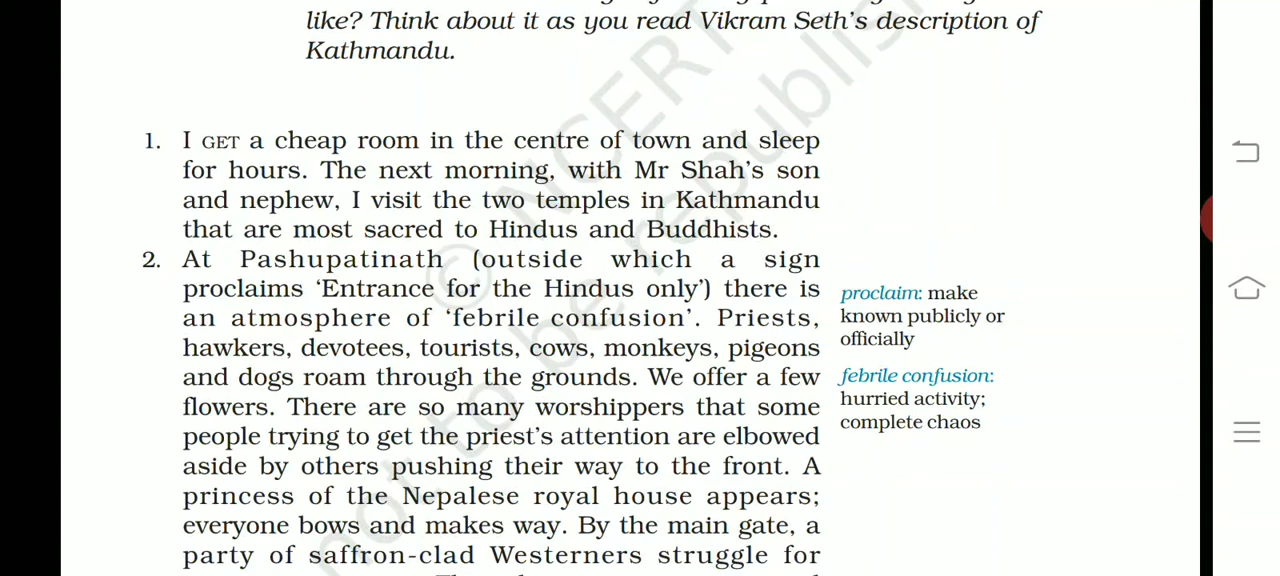 like? Think about it as you read Vikram Seth's description of
Kathmandu.
1. I GET a cheap room in the centre of town and sleep
for hours. The next morning, with Mr Shah's son
and nephew, I visit the two temples in Kathmandu
that are most sacred to Hindus and Buddhists.
2. At Pashupatinath (outside which a sign
proclaims 'Entrance for the Hindus only') there is
an atmosphere of 'febrile confusion'. Priests,
hawkers, devotees, tourists, cows, monkeys, pigeons
and dogs roam through the grounds. We offer a few
flowers. There are so many worshippers that some
people trying to get the priest's attention are elbowed
aside by others pushing their way to the front. A
princess of the Nepalese royal house appears;
everyone bows and makes way. By the main gate, a
party of saffron-clad Westerners struggle for
proclaim: make
known publicly or
officially
febrile confusion:
hurried activity;
complete chaos
© NCERT
not to be republish